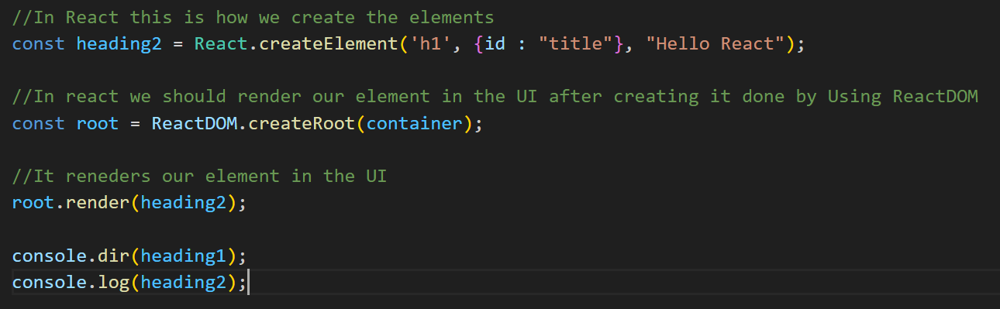 //In React this is how we create the elements
const heading2 = React.createElement('h1', {id : "title"}, "Hello React");
//In react we should render our element in the UI after creating it done by Using ReactDOM
const root = ReactDOM.createRoot(container);
//It reneders our element in the UI
root.render(heading2);
console.dir(heading1);
console.log(heading2);